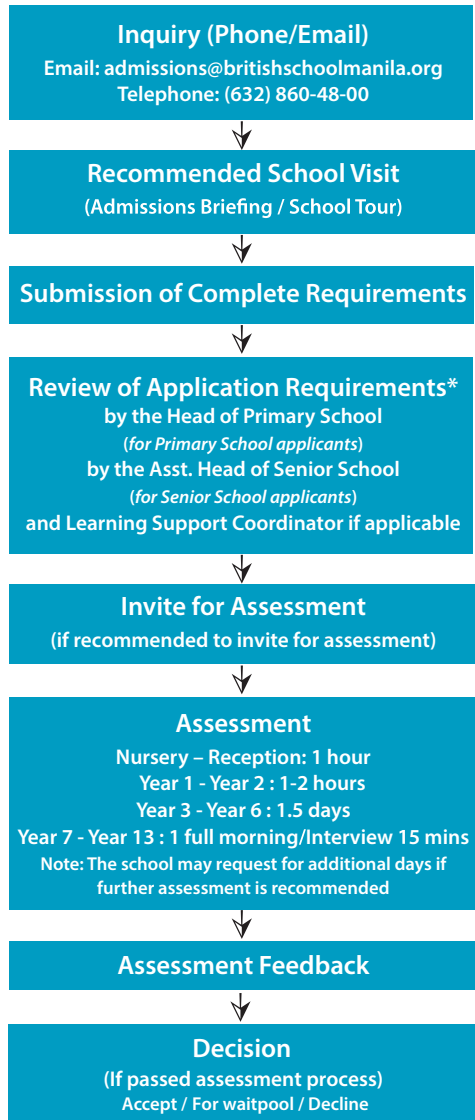 Inquiry (Phone/Email)
Email: admissions@britishschoolmanila.org
Telephone: (632) 860-48-00
Recommended School Visit
(Admissions Briefing / School Tour)
Submission of Complete Requirements
Review of Application Requirements*
by the Head of Primary School
(for Primary School applicants)
by the Asst. Head of Senior School
(for Senior School applicants)
and Learning Support Coordinator if applicable
Invite for Assessment
(if recommended to invite for assessment)
Assessment
Nursery – Reception: 1 hour
Year 1 - Year 2 : 1-2 hours
Year 3 - Year 6 : 1.5 days
Year 7 - Year 13 : 1 full morning/Interview 15 mins
Note: The school may request for additional days if
further assessment is recommended
Assessment Feedback
Decision
(If passed assessment process)
Accept / For waitpool / Decline